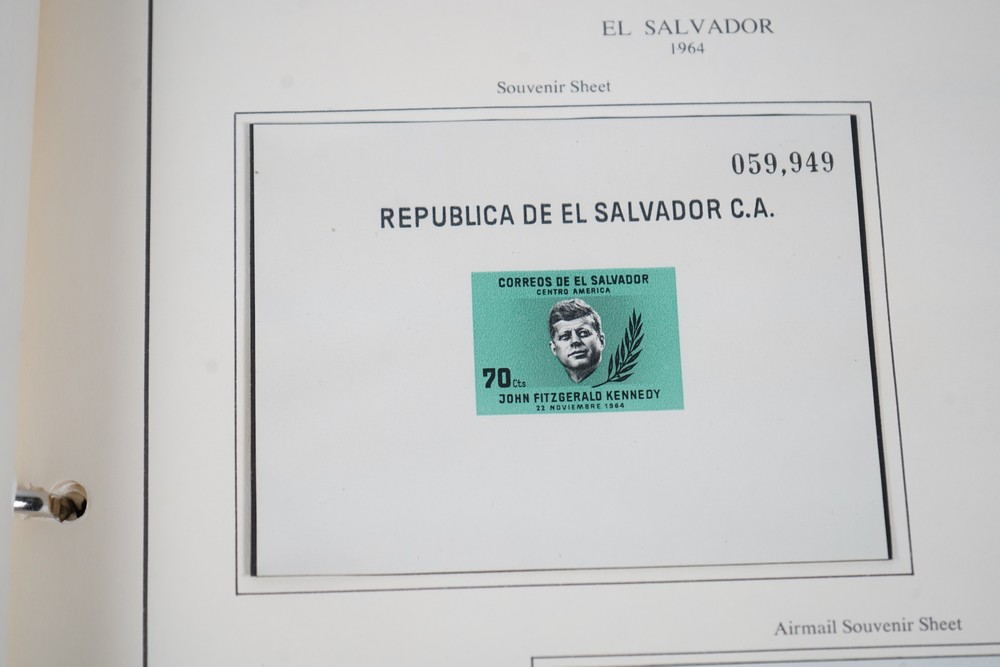 EL SALVADOR
1964
Souvenir Sheet
059,949
REPUBLICA DE EL SALVADOR C.A.
CORREOS DE EL SALVADOR
CENTRO AMERICA
70 Cts
JOHN FITZGERALD KENNEDY
22 NOVIEMBRE 1964
Airmail Souvenir Sheet